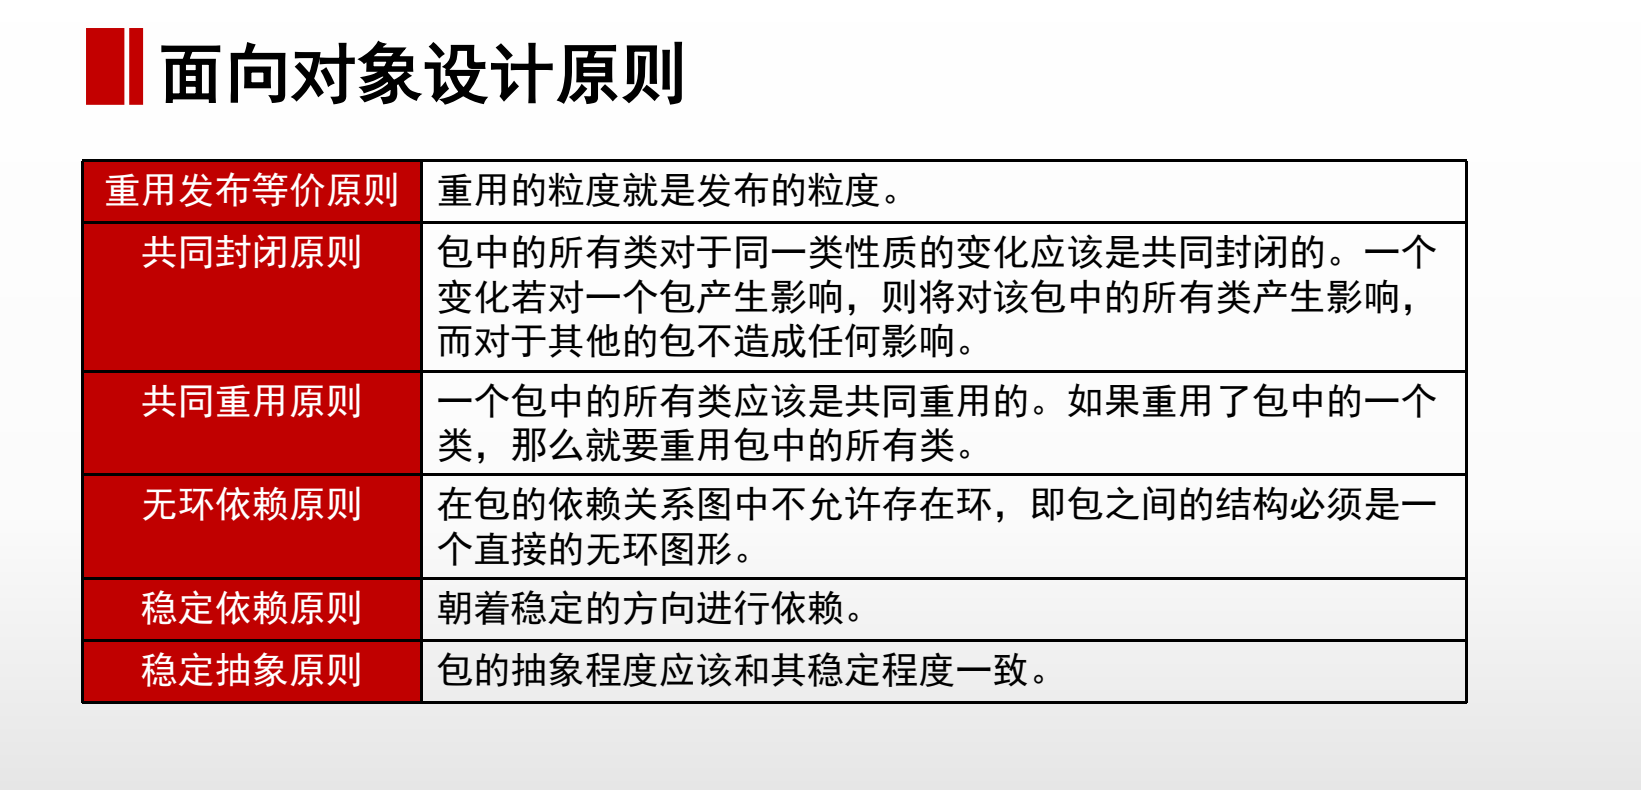 面向对象设计原则
重用发布等价原则
重用的粒度就是发布的粒度。
共同封闭原则
包中的所有类对于同一类性质的变化应该是共同封闭的。一个
变化若对一个包产生影响，则将对该包中的所有类产生影响，
而对于其他的包不造成任何影响。
共同重用原则
一个包中的所有类应该是共同重用的。如果重用了包中的一个
类，那么就要重用包中的所有类。
无环依赖原则
在包的依赖关系图中不允许存在环，即包之间的结构必须是一
个直接的无环图形。
稳定依赖原则
朝着稳定的方向进行依赖。
稳定抽象原则
包的抽象程度应该和其稳定程度一致。